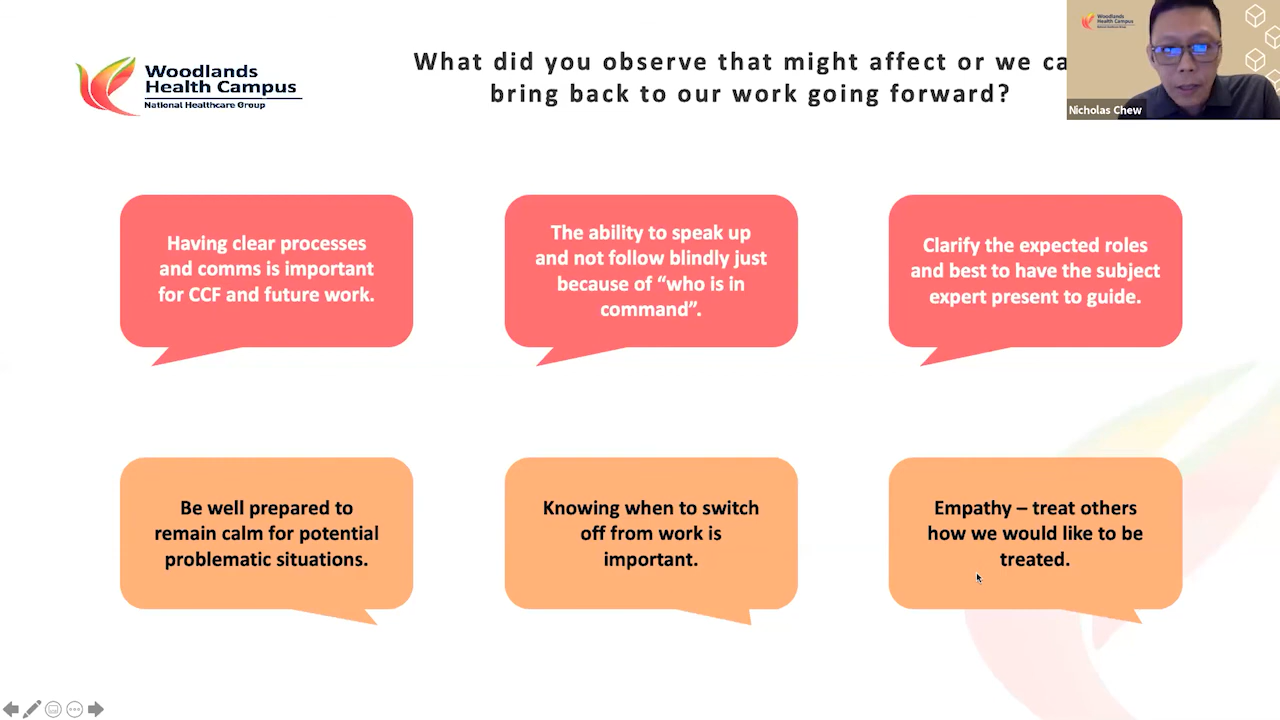 Woodlands
Health Campus
National Healthcare Group
What did you observe that might affect or we ca
bring back to our work going forward?
Woodlands
Health Campus
Nicholas Chew
Having clear processes
and comms is important
for CCF and future work.
The ability to speak up
and not follow blindly just
because of “who is in
command”.
Clarify the expected roles
and best to have the subject
expert present to guide.
Be well prepared to
remain calm for potential
problematic situations.
Knowing when to switch
off from work is
important.
Empathy – treat others
how we would like to be
treated.